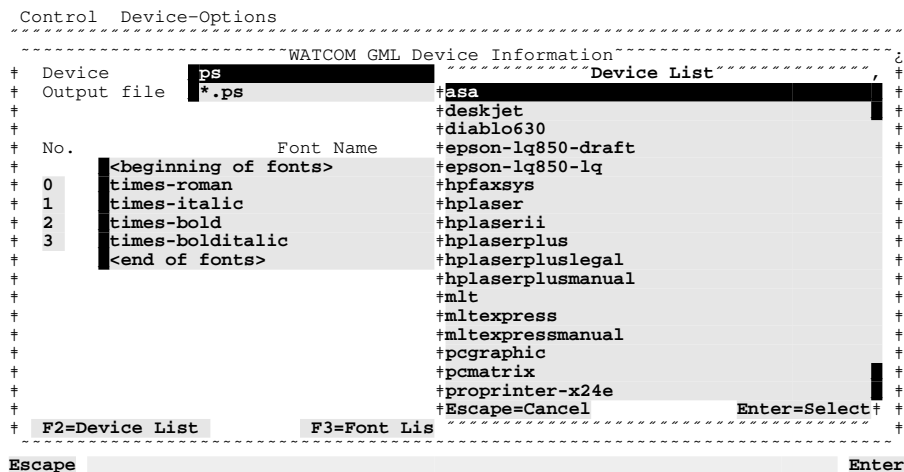 Control Device-Options
WATCOM GML Device Information
Device ps Device List
Output file *.ps asa
deskjet
diablo630
No. Font Name epson-lq850-draft
<beginning of fonts> epson-lq850-lq
0 times-roman hpfaxsys
1 times-italic hplaser
2 times-bold hplaserii
3 times-bolditalic hplaserplus
<end of fonts> hplaserpluslegal
hplaserplusmanual
mlt
mltexpress
mltexpressmanual
pcgraphic
pcmatrix
proprinter-x24e
Escape=Cancel Enter=Select
F2=Device List F3=Font Lis
Escape Enter